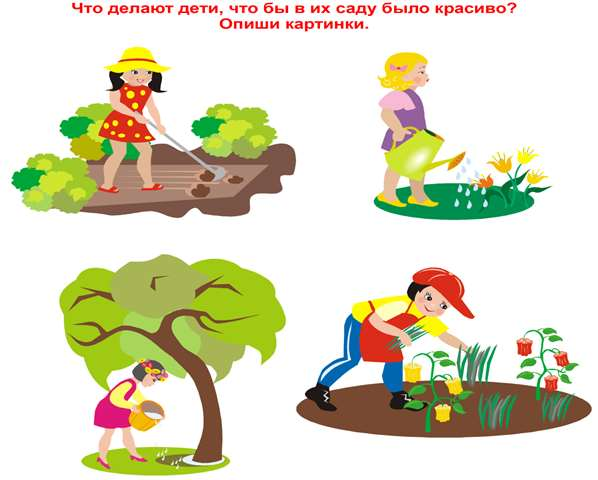 Что делают дети, что бы в их саду было красиво?
Опиши картинки.